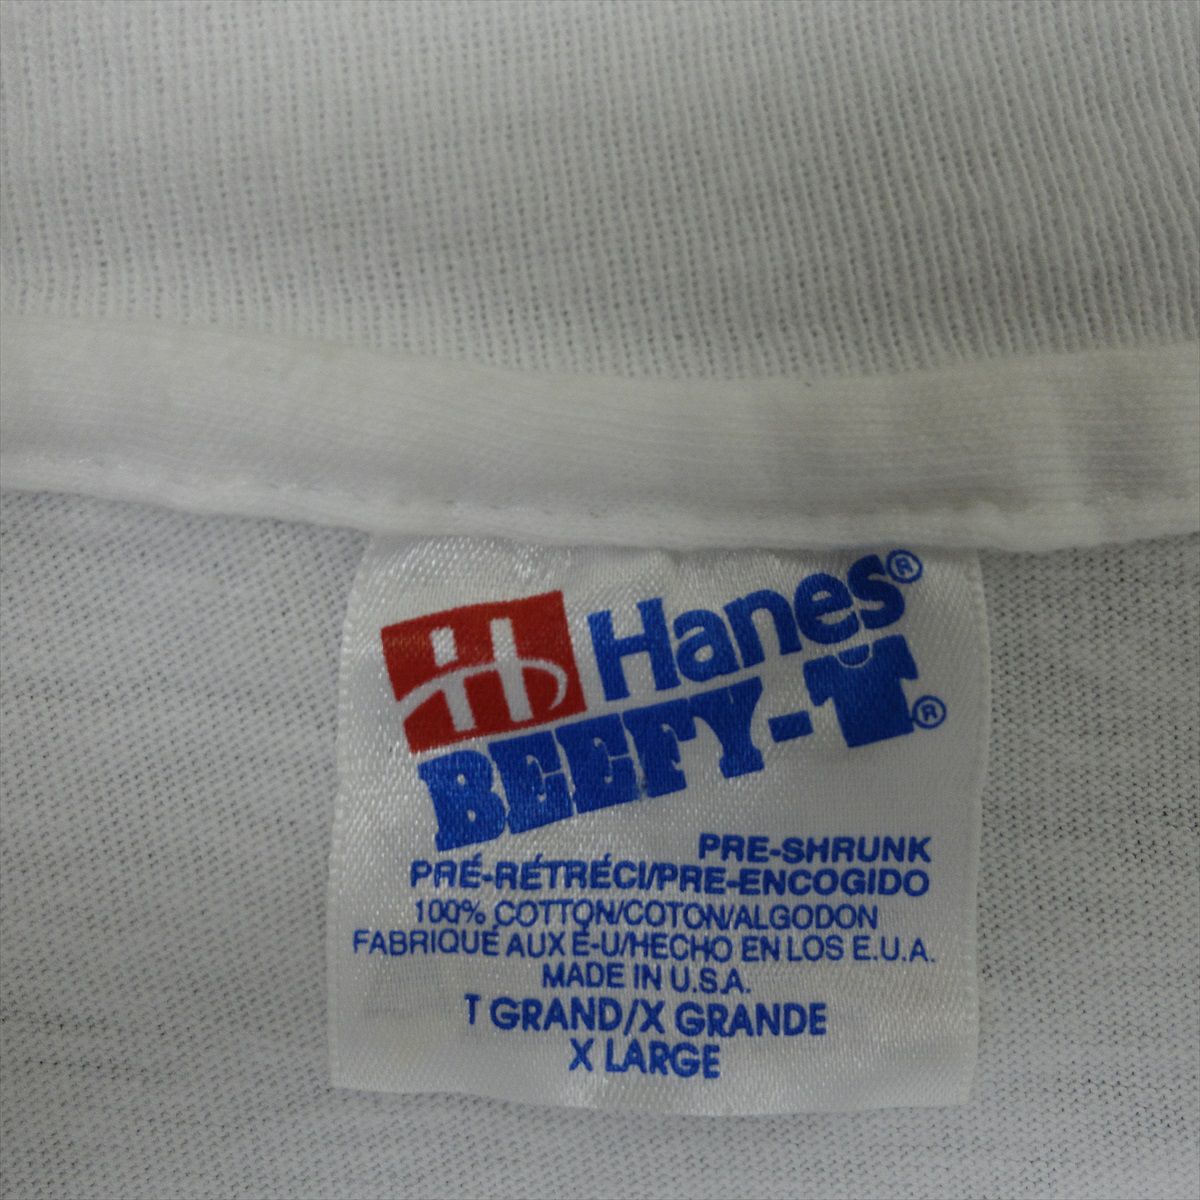 Hanes®
BEEFY-T®
PRE-SHRUNK
PRÉ-RÉTRÉCI/PRE-ENCOGIDO
100% COTTON/COTON/ALGODON
FABRIQUÉ AUX É-U/HECHO EN LOS E.U.A.
MADE IN U.S.A.
T GRAND/X GRANDE
X LARGE